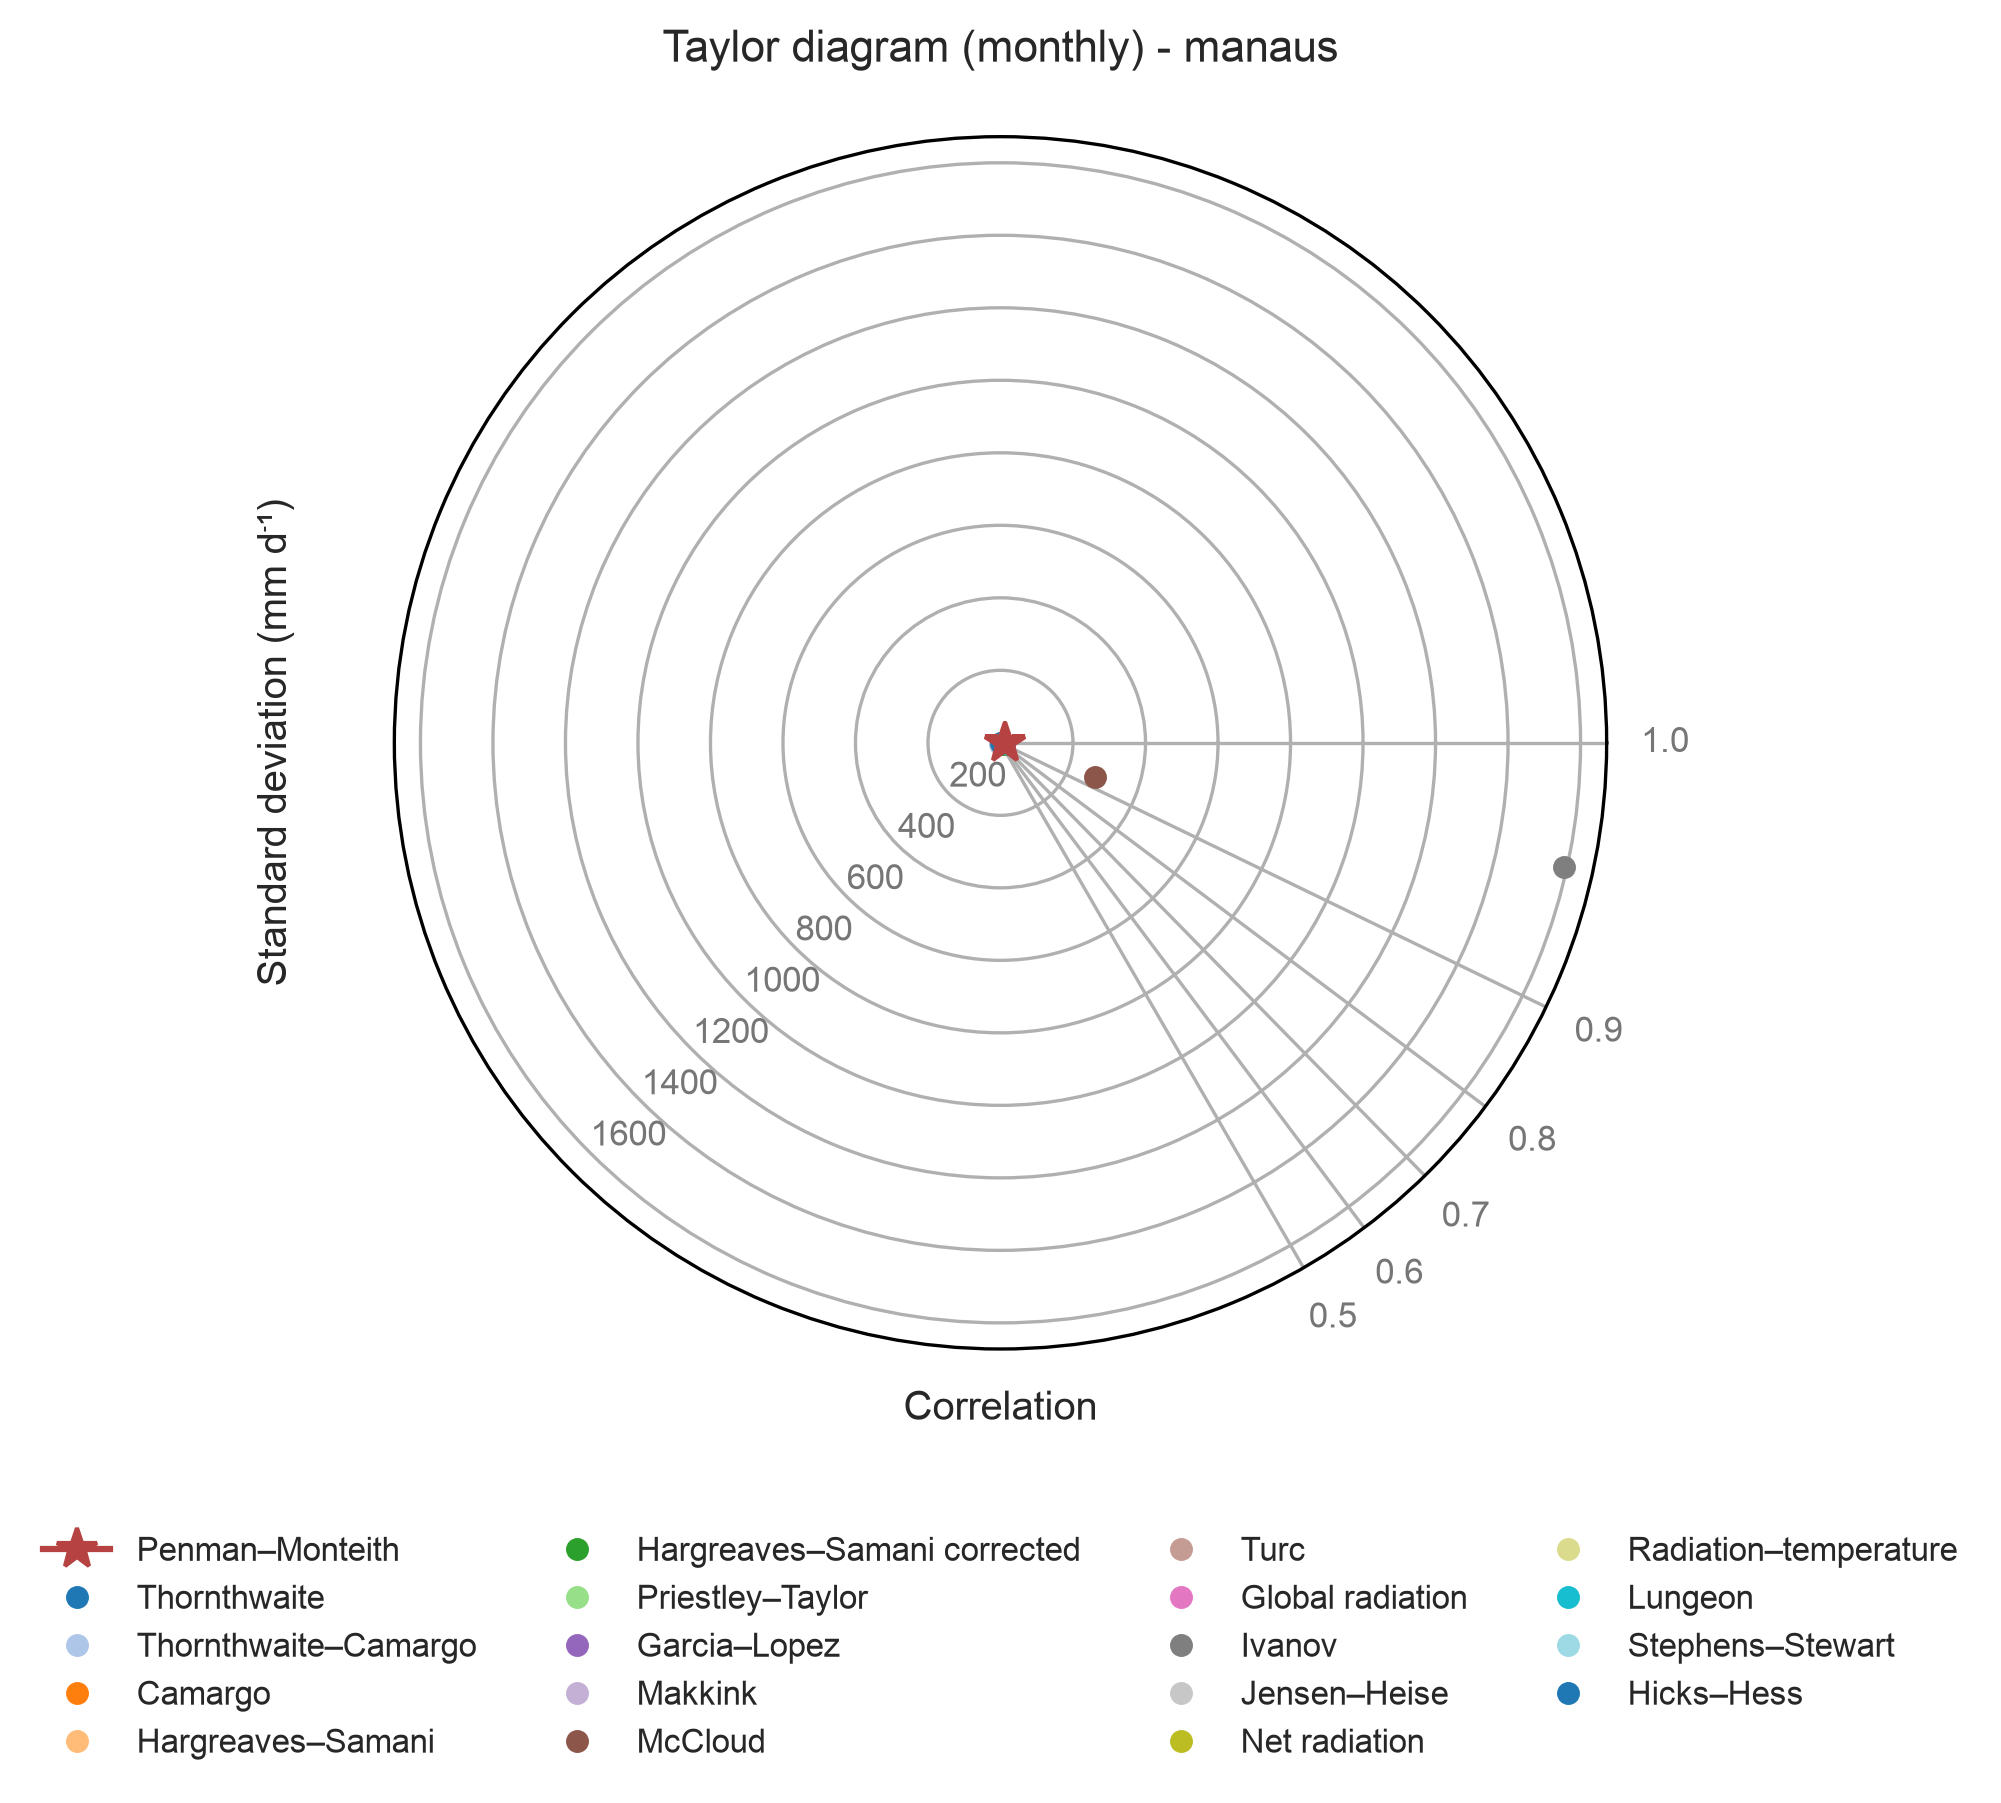 Taylor diagram (monthly) - manaus
Standard deviation (mm d⁻¹)
1.0
200
400
600
800
1000
1200
1400
1600
0.9
0.8
0.7
0.6
0.5
Correlation
Penman–Monteith
Thornthwaite
Thornthwaite–Camargo
Camargo
Hargreaves–Samani
Hargreaves–Samani corrected
Priestley–Taylor
Garcia–Lopez
Makkink
McCloud
Turc
Global radiation
Ivanov
Jensen–Heise
Net radiation
Radiation–temperature
Lungeon
Stephens–Stewart
Hicks–Hess